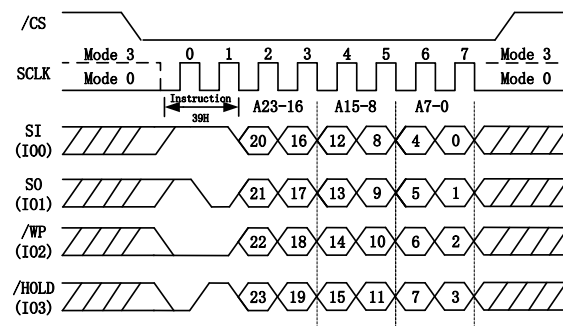 /CS
Mode 3 0 1 2 3 4 5 6 7 Mode 3
SCLK Mode 0 Mode 0
Instruction A23-16 A15-8 A7-0
39H
SI
(IO0) 20 16 12 8 4 0
SO
(IO1) 21 17 13 9 5 1
/WP
(IO2) 22 18 14 10 6 2
/HOLD
(IO3) 23 19 15 11 7 3